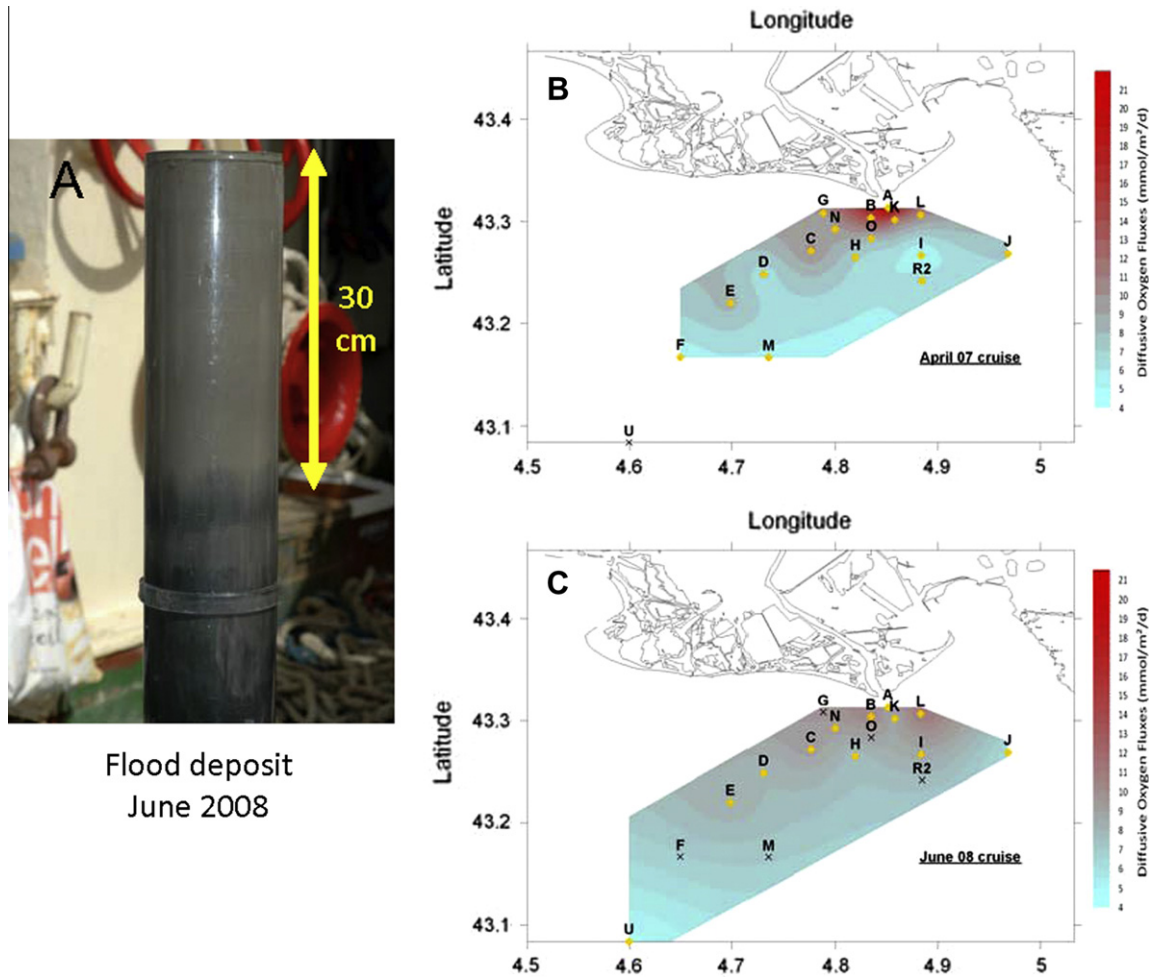 A
30
cm
Flood deposit
June 2008
Longitude
B
Latitude
43.4
43.3
43.2
43.1
A
G
B
K
L
N
O
C
H
I
J
D
R2
E
F
M
U
April 07 cruise
4.5
4.6
4.7
4.8
4.9
5
21
20
19
18
17
16
15
14
13
12
11
10
9
8
7
6
5
4
Diffusive Oxygen Fluxes (mmol/m²/d)
Longitude
C
Latitude
43.4
43.3
43.2
43.1
A
G
B
K
L
N
O
C
H
I
J
D
R2
E
F
M
U
June 08 cruise
4.5
4.6
4.7
4.8
4.9
5
21
20
19
18
17
16
15
14
13
12
11
10
9
8
7
6
5
4
Diffusive Oxygen Fluxes (mmol/m²/d)